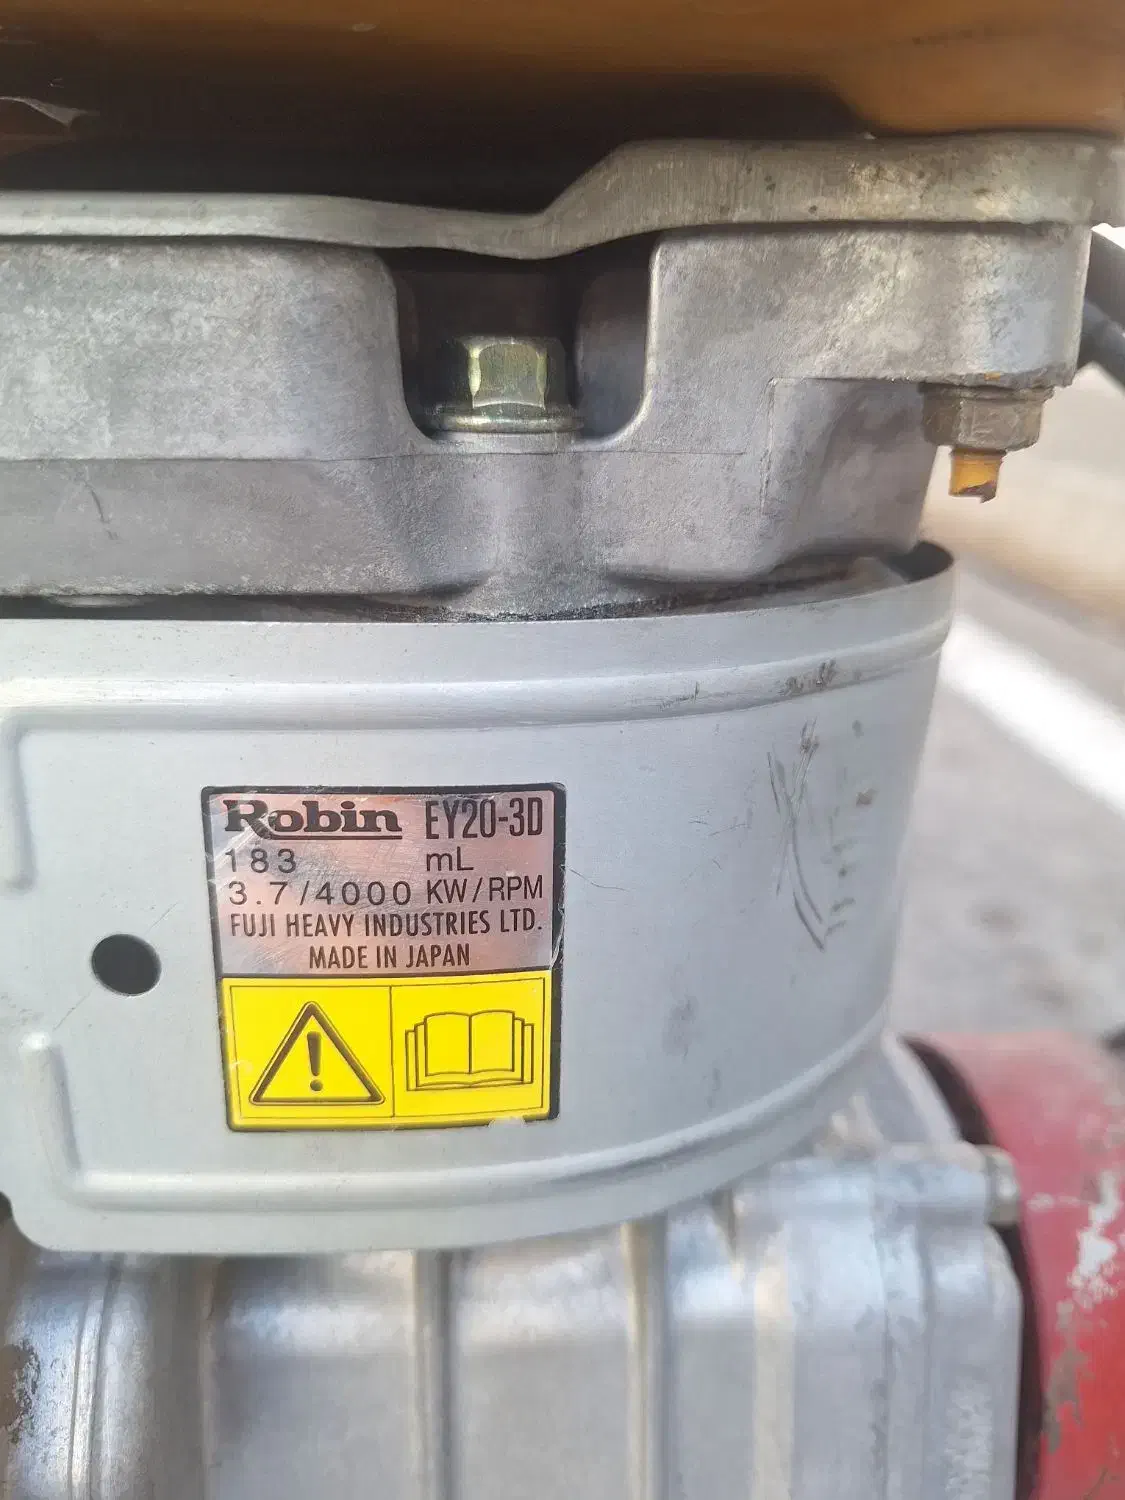 Robin EY20-3D
183 mL
3.7/4000 KW/RPM
FUJI HEAVY INDUSTRIES LTD.
MADE IN JAPAN